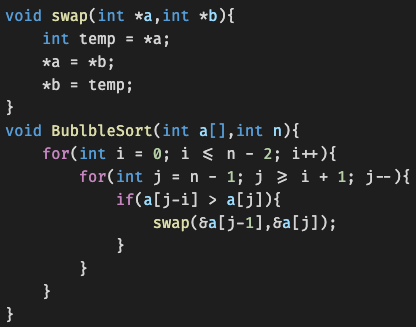 void swap(int *a,int *b){
    int temp = *a;
    *a = *b;
    *b = temp;
}
void BublbleSort(int a[],int n){
    for(int i = 0; i ⩽ n - 2; i++){
        for(int j = n - 1; j ⩾ i + 1; j--){
            if(a[j-i] > a[j]){
                swap(&a[j-1],&a[j]);
            }
        }
    }
}